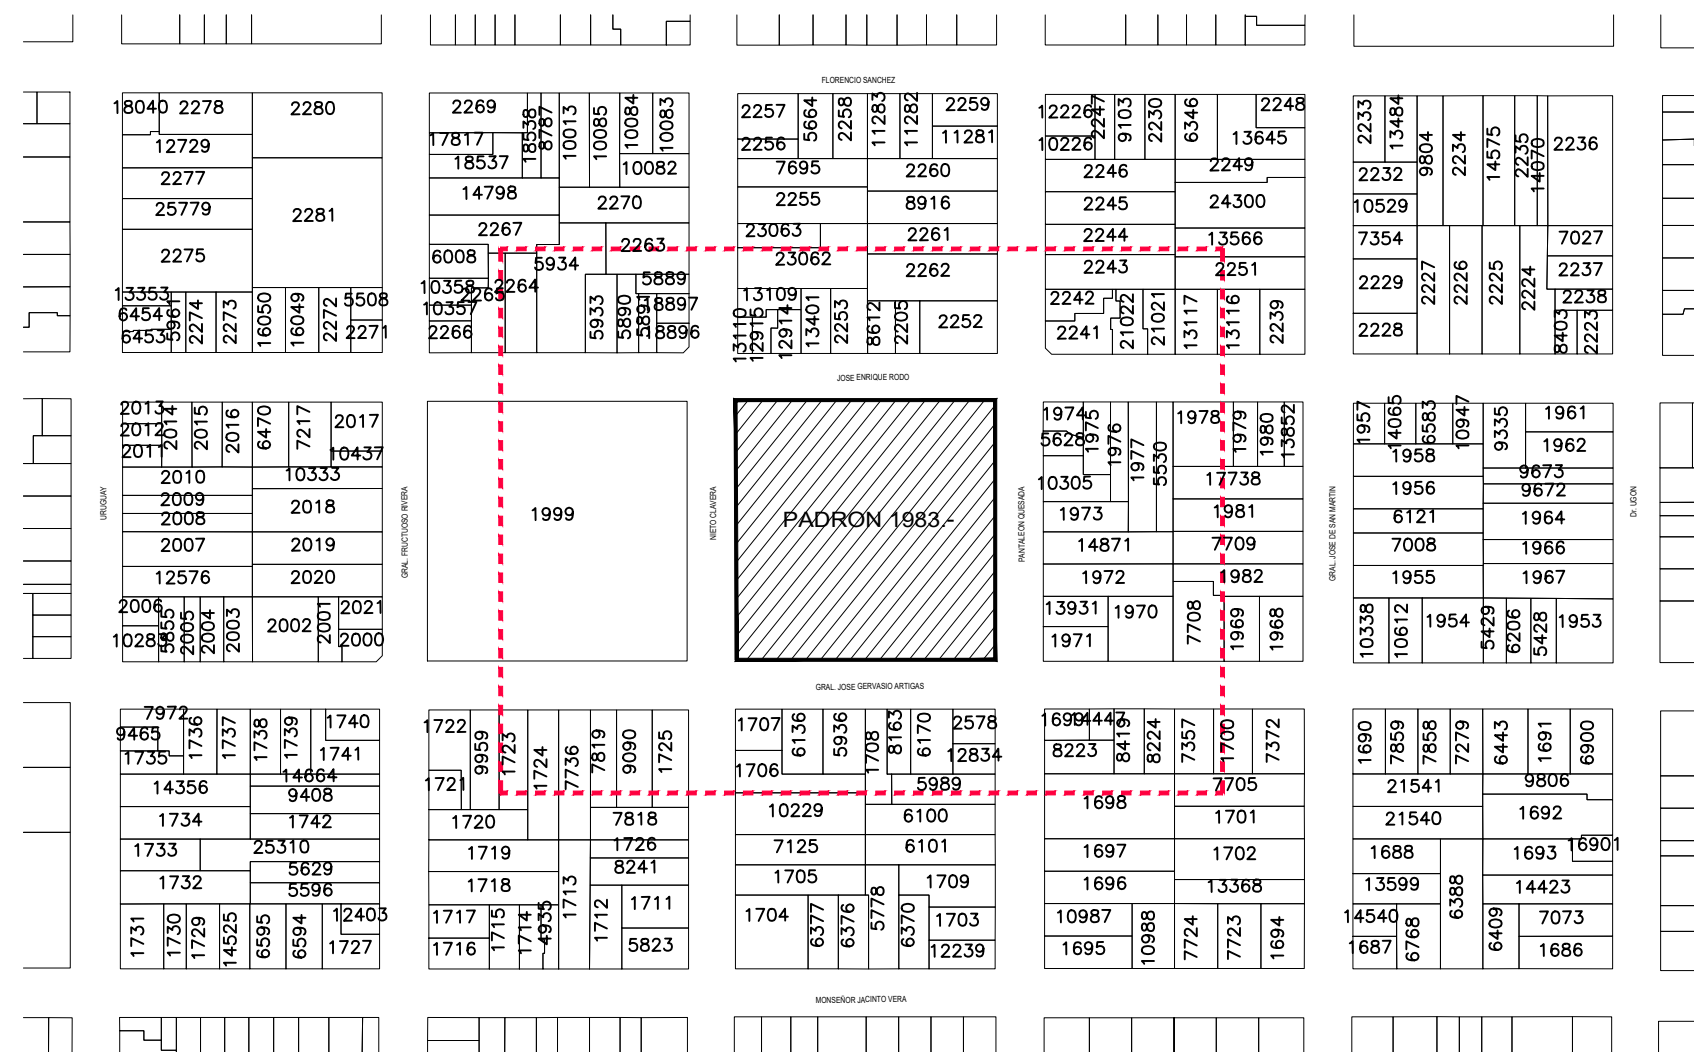 FLORENCIO SANCHEZ
18040 2278 2280
12729
2277
25779 2281
2275
13353 5961 2274 2273 16050 16049 2272 5508
6454
6453 2271
2269 18538 8787 10013 10085 10084 10083
17817
18537 10082
14798 2270
2267 2263
6008 5934
10358 2265 2264 5889
10357 5933 5890 5891 18897
2266 8896
2257 5664 2258 11283 11282 2259
2256 11281
7695 2260
2255 8916
23063 2261
23062 2262
13109
13110 12915 12914 13401 2253 8612 2205 2252
12226 2247 9103 2230 6346 2248
10226 13645
2246 2249
2245 24300
2244 13566
2243 2251
2242 21022 21021 13117 13116 2239
2241
2233 13484 9804 2234 14575 2235 14070 2236
2232
10529
7354 7027
2229 2227 2226 2225 2224 2237
2238
2228 8403 2223
JOSE ENRIQUE RODO
2013 2014 2015 2016 6470 7217 2017
2012
2011 10437
2010 10333
2009 2018
2008
2007 2019
12576 2020
2006 5855 2005 2004 2003 2002 2001 2021
2000
URUGUAY
GRAL. FRUCTUOSO RIVERA
1999
NIETO CLAVERA
PADRON 1983.-
PANTALEON QUESADA
1974 1975 1976 1977 5530 1978 1979 1980 13852
5628
10305 17738
1973 1981
14871 7709
1972 1982
13931 1970 7708 1969 1968
1971
GRAL. JOSE DE SAN MARTIN
1957 14065 6583 10947 9335 1961
1962
1958 9673
1956 9672
6121 1964
7008 1966
1955 1967
10338 10612 1954 5429 6206 5428 1953
Dr. UGON
GRAL. JOSE GERVASIO ARTIGAS
7972 1736 1737 1738 1739 1740
9465
1735 1741
14356 14664
9408
1734 1742
1733 25310
5629
1732 5596
1731 1730 1729 14525 6595 6594 12403
1727
1722 9959 1723 1724 7736 7819 9090 1725
1721
1720 7818
1719 1726
8241
1718 1713
1717 1715 1714 4935 1712 1711
1716 5823
1707 6136 5936 1708 8163 6170 2578
1706 12834
5989
10229 6100
7125 6101
1705 1709
1704 6377 6376 5778 6370 1703
12239
1699 14447 8419 8224 7357 1700 7372
8223
7705
1698 1701
1697 1702
1696 13368
10987 10988 7724 7723 1694
1695
1690 7859 7858 7279 6443 1691 6900
21541 9806
21540 1692
1688 1693 16901
13599 6388 14423
14540 6768 6409 7073
1687 1686
MONSEÑOR JACINTO VERA